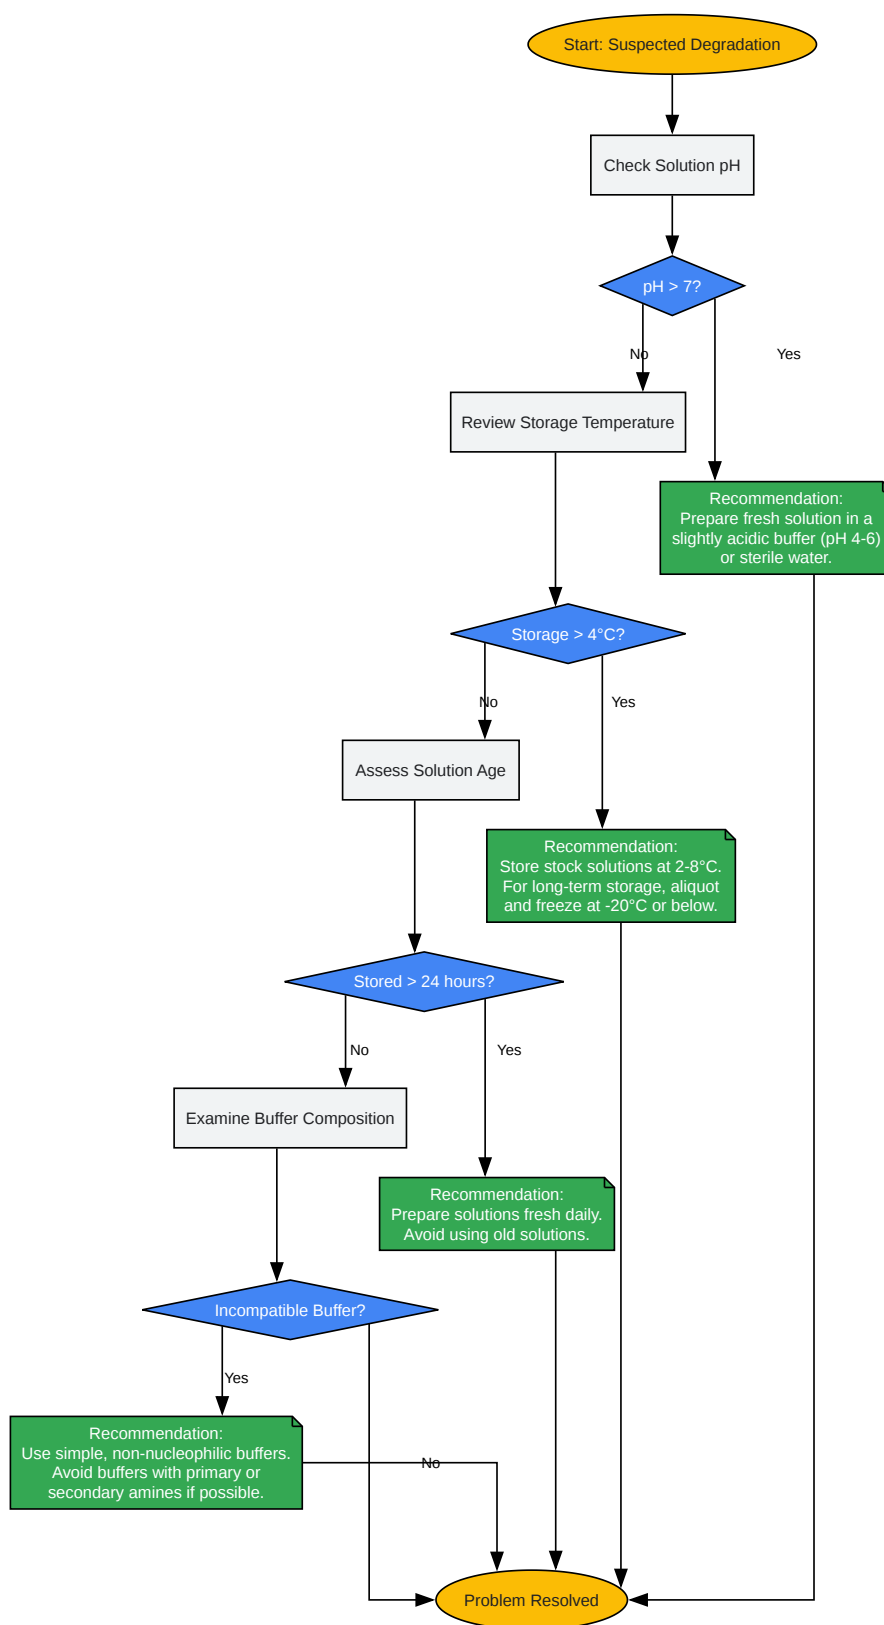 Start: Suspected Degradation
Check Solution pH
pH > 7?
No
Yes
Review Storage Temperature
Recommendation:
Prepare fresh solution in a
slightly acidic buffer (pH 4-6)
or sterile water.
Storage > 4°C?
No
Yes
Assess Solution Age
Recommendation:
Store stock solutions at 2-8°C.
For long-term storage, aliquot
and freeze at -20°C or below.
Stored > 24 hours?
No
Yes
Examine Buffer Composition
Recommendation:
Prepare solutions fresh daily.
Avoid using old solutions.
Incompatible Buffer?
Yes
Recommendation:
Use simple, non-nucleophilic buffers.
Avoid buffers with primary or
secondary amines if possible.
No
Problem Resolved